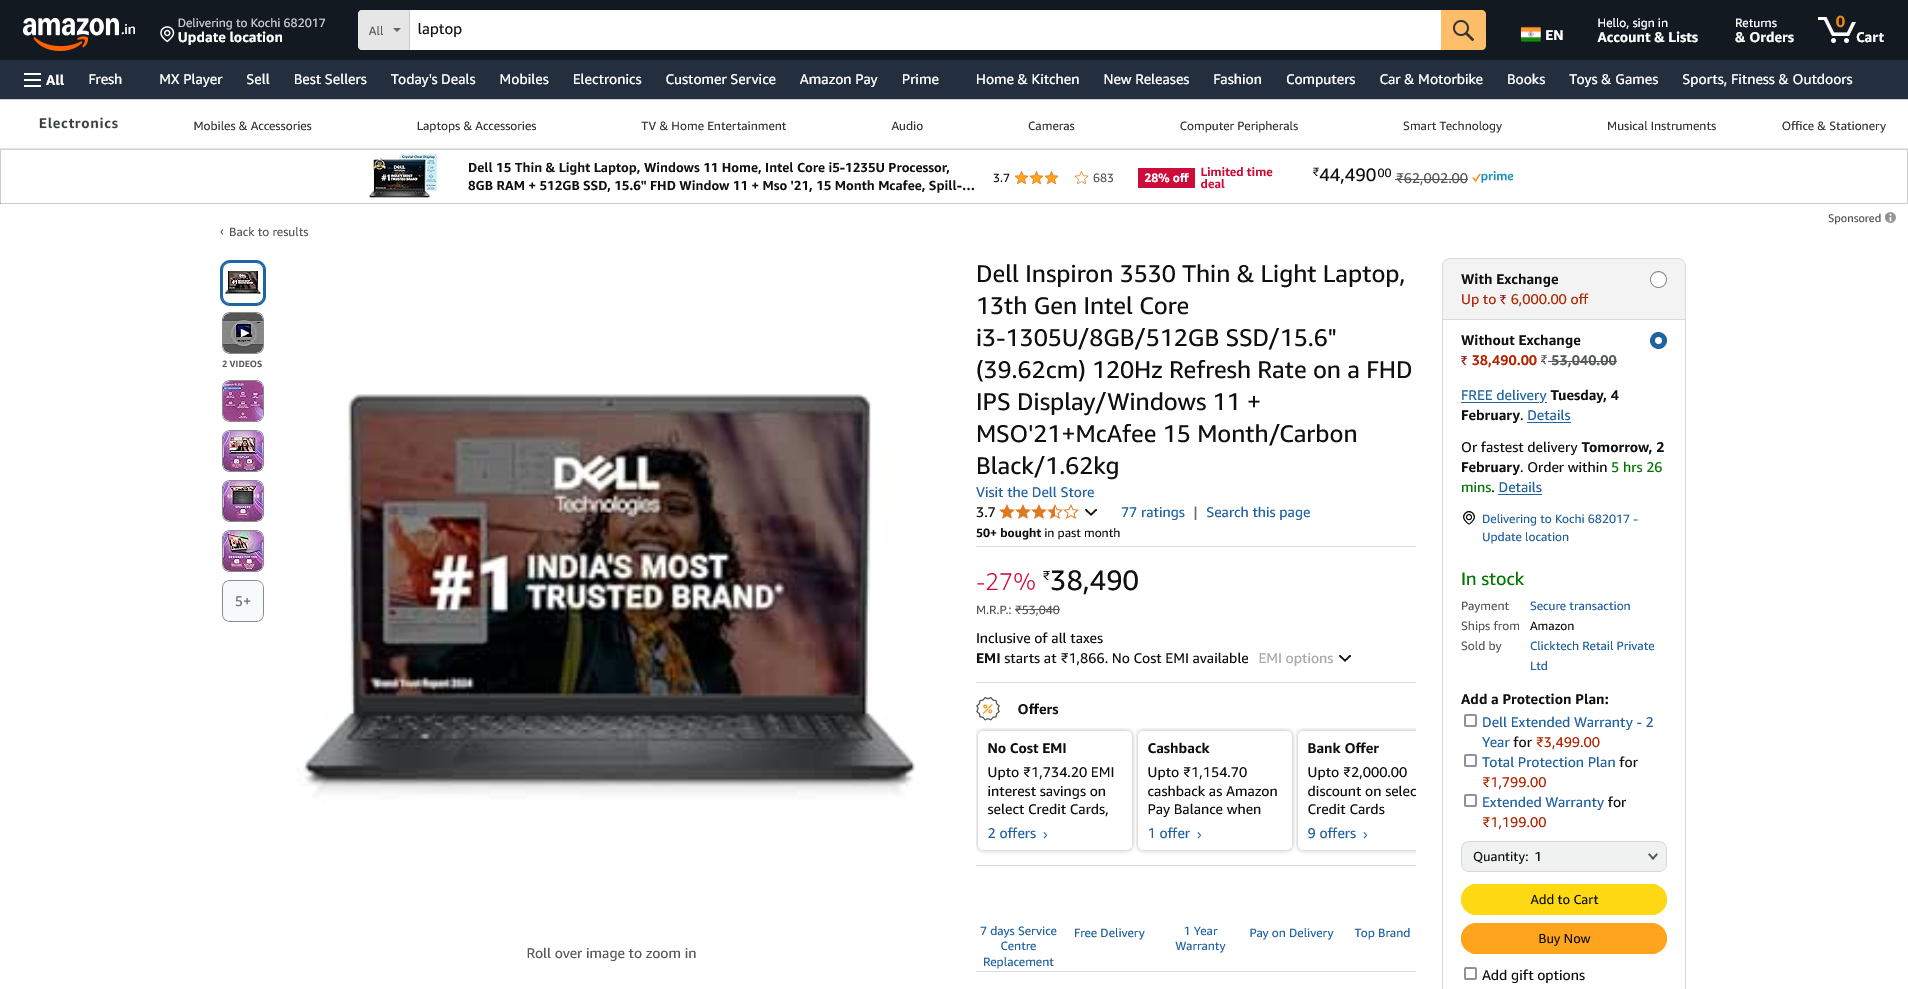 amazon.in
Delivering to Kochi 682017
Update location
All
laptop
EN
Hello, sign in
Account & Lists
Returns
& Orders
0
Cart
All
Fresh
MX Player
Sell
Best Sellers
Today's Deals
Mobiles
Electronics
Customer Service
Amazon Pay
Prime
Home & Kitchen
New Releases
Fashion
Computers
Car & Motorbike
Books
Toys & Games
Sports, Fitness & Outdoors
Electronics
Mobiles & Accessories
Laptops & Accessories
TV & Home Entertainment
Audio
Cameras
Computer Peripherals
Smart Technology
Musical Instruments
Office & Stationery
Dell 15 Thin & Light Laptop, Windows 11 Home, Intel Core i5-1235U Processor,
8GB RAM + 512GB SSD, 15.6" FHD Window 11 + Mso '21, 15 Month Mcafee, Spill-...
3.7
683
28% off
Limited time
deal
₹44,49000
₹62,002.00
prime
Sponsored
‹ Back to results
2 VIDEOS
5+
DELL
Technologies
#1 INDIA'S MOST
TRUSTED BRAND*
*Brand Trust Report 2024
Roll over image to zoom in
Dell Inspiron 3530 Thin & Light Laptop,
13th Gen Intel Core
i3-1305U/8GB/512GB SSD/15.6"
(39.62cm) 120Hz Refresh Rate on a FHD
IPS Display/Windows 11 +
MSO'21+McAfee 15 Month/Carbon
Black/1.62kg
Visit the Dell Store
3.7
77 ratings | Search this page
50+ bought in past month
-27% ₹38,490
M.R.P.: ₹53,040
Inclusive of all taxes
EMI starts at ₹1,866. No Cost EMI available EMI options
% Offers
No Cost EMI
Upto ₹1,734.20 EMI
interest savings on
select Credit Cards,
2 offers ›
Cashback
Upto ₹1,154.70
cashback as Amazon
Pay Balance when
1 offer ›
Bank Offer
Upto ₹2,000.00
discount on selec
Credit Cards
9 offers ›
7 days Service
Centre
Replacement
Free Delivery
1 Year
Warranty
Pay on Delivery
Top Brand
With Exchange
Up to ₹ 6,000.00 off
Without Exchange
₹ 38,490.00 ₹ 53,040.00
FREE delivery Tuesday, 4
February. Details
Or fastest delivery Tomorrow, 2
February. Order within 5 hrs 26
mins. Details
Delivering to Kochi 682017 -
Update location
In stock
Payment Secure transaction
Ships from Amazon
Sold by Clicktech Retail Private
Ltd
Add a Protection Plan:
Dell Extended Warranty - 2
Year for ₹3,499.00
Total Protection Plan for
₹1,799.00
Extended Warranty for
₹1,199.00
Quantity: 1
Add to Cart
Buy Now
Add gift options